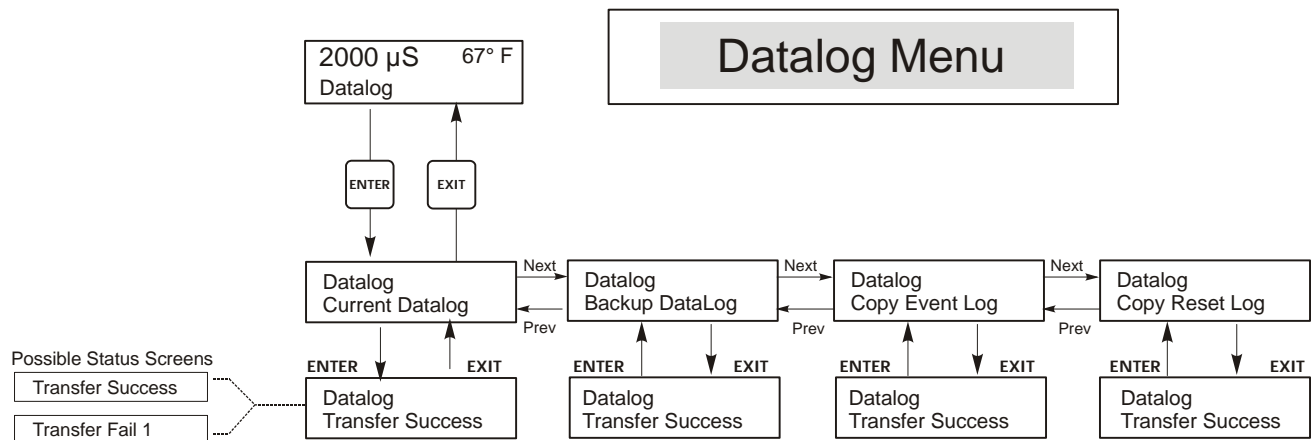 Datalog Menu
2000 µS 67° F
Datalog
ENTER EXIT
Datalog
Current Datalog
Next
Prev
Datalog
Backup DataLog
Next
Prev
Datalog
Copy Event Log
Next
Prev
Datalog
Copy Reset Log
Possible Status Screens
Transfer Success
Transfer Fail 1
ENTER EXIT
Datalog
Transfer Success
ENTER EXIT
Datalog
Transfer Success
ENTER EXIT
Datalog
Transfer Success
ENTER EXIT
Datalog
Transfer Success